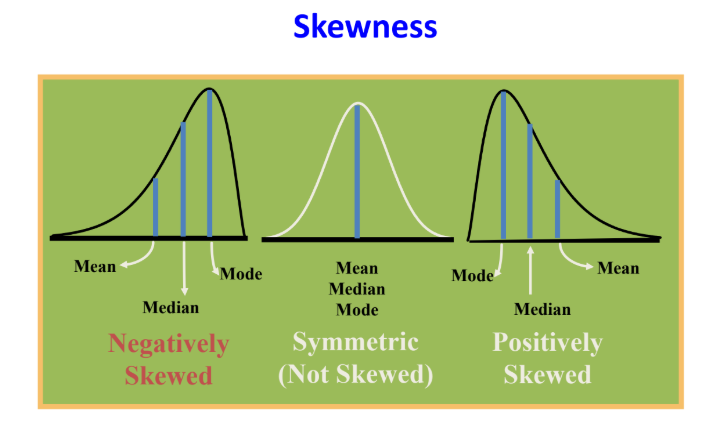 Skewness
Mean
Median
Mode
Negatively
Skewed
Mean
Median
Mode
Symmetric
(Not Skewed)
Mode
Median
Mean
Positively
Skewed